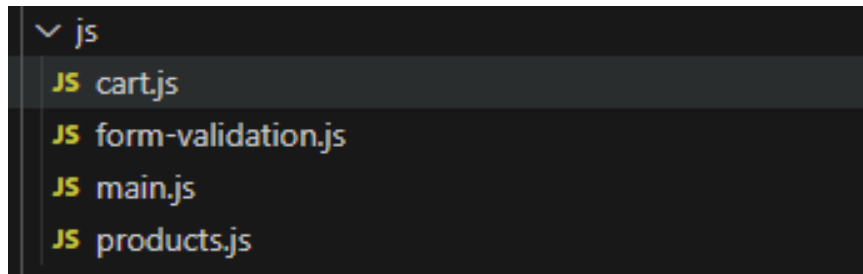 js
JS cart.js
JS form-validation.js
JS main.js
JS products.js